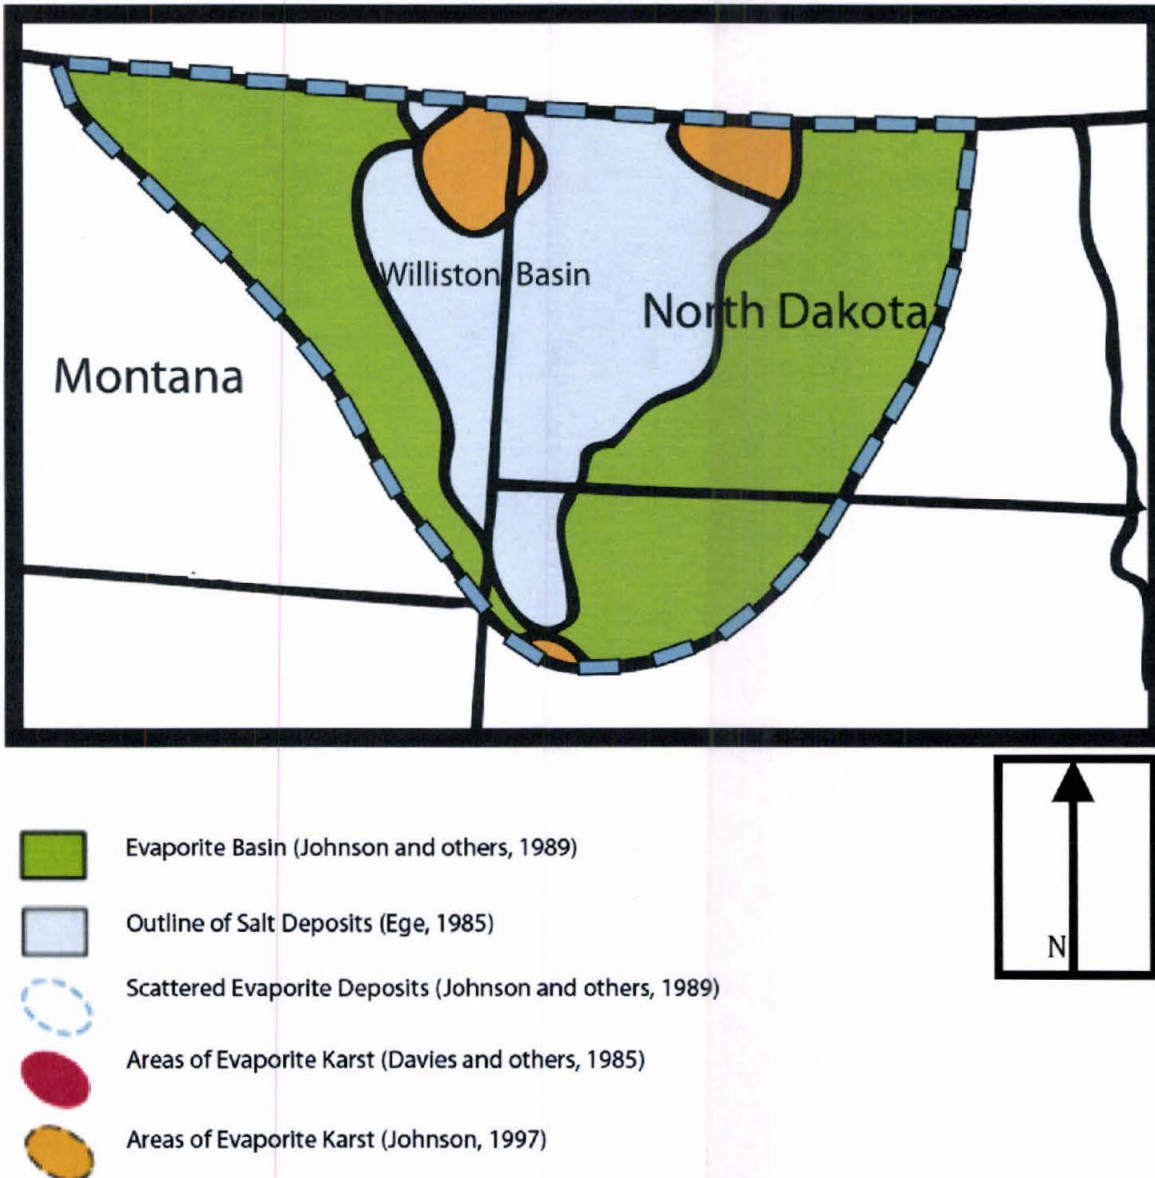 Williston Basin
North Dakota
Montana
N
Evaporite Basin (Johnson and others, 1989)
Outline of Salt Deposits (Ege, 1985)
Scattered Evaporite Deposits (Johnson and others, 1989)
Areas of Evaporite Karst (Davies and others, 1985)
Areas of Evaporite Karst (Johnson, 1997)